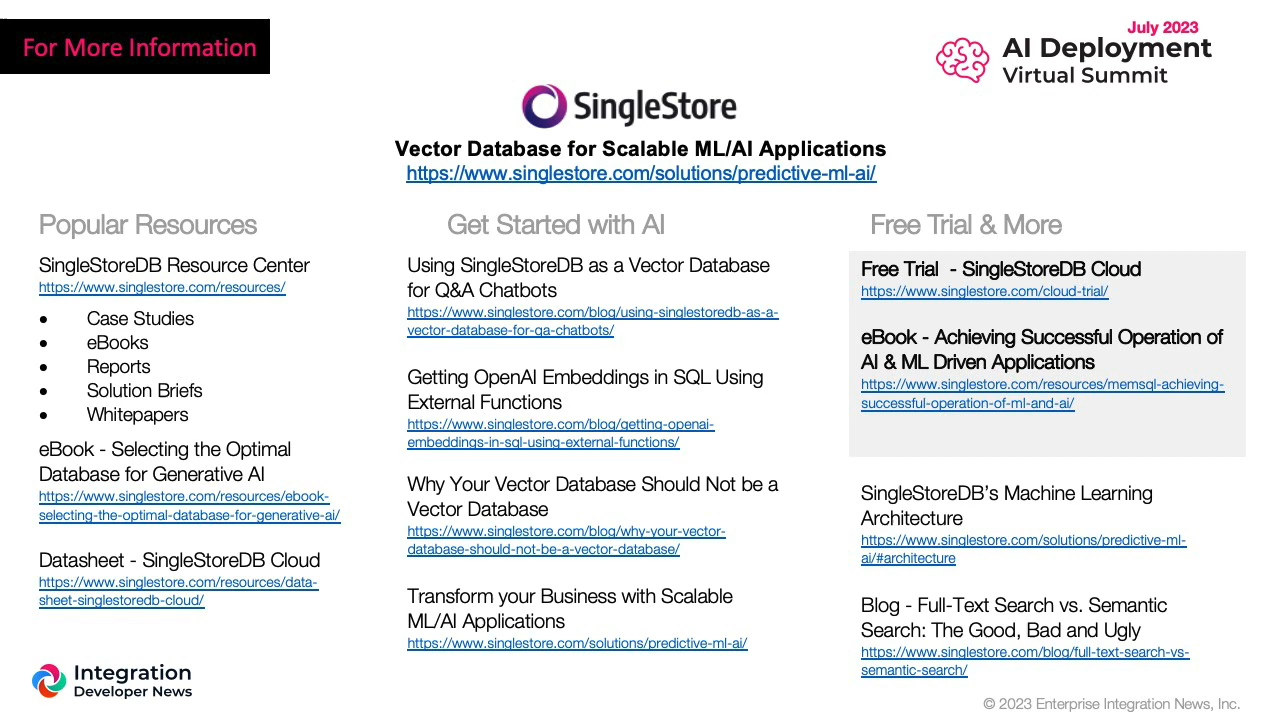 For More Information
July 2023
AI Deployment
Virtual Summit
SingleStore
Vector Database for Scalable ML/AI Applications
https://www.singlestore.com/solutions/predictive-ml-ai/
Popular Resources
SingleStoreDB Resource Center
https://www.singlestore.com/resources/
• Case Studies
• eBooks
• Reports
• Solution Briefs
• Whitepapers
eBook - Selecting the Optimal
Database for Generative AI
https://www.singlestore.com/resources/ebook-
selecting-the-optimal-database-for-generative-ai/
Datasheet - SingleStoreDB Cloud
https://www.singlestore.com/resources/data-
sheet-singlestoredb-cloud/
Get Started with AI
Using SingleStoreDB as a Vector Database
for Q&A Chatbots
https://www.singlestore.com/blog/using-singlestoredb-as-a-
vector-database-for-qa-chatbots/
Getting OpenAI Embeddings in SQL Using
External Functions
https://www.singlestore.com/blog/getting-openai-
embeddings-in-sql-using-external-functions/
Why Your Vector Database Should Not be a
Vector Database
https://www.singlestore.com/blog/why-your-vector-
database-should-not-be-a-vector-database/
Transform your Business with Scalable
ML/AI Applications
https://www.singlestore.com/solutions/predictive-ml-ai/
Free Trial & More
Free Trial - SingleStoreDB Cloud
https://www.singlestore.com/cloud-trial/
eBook - Achieving Successful Operation of
AI & ML Driven Applications
https://www.singlestore.com/resources/memsql-achieving-
successful-operation-of-ml-and-ai/
SingleStoreDB’s Machine Learning
Architecture
https://www.singlestore.com/solutions/predictive-ml-
ai/#architecture
Blog - Full-Text Search vs. Semantic
Search: The Good, Bad and Ugly
https://www.singlestore.com/blog/full-text-search-vs-
semantic-search/
Integration
Developer News
© 2023 Enterprise Integration News, Inc.